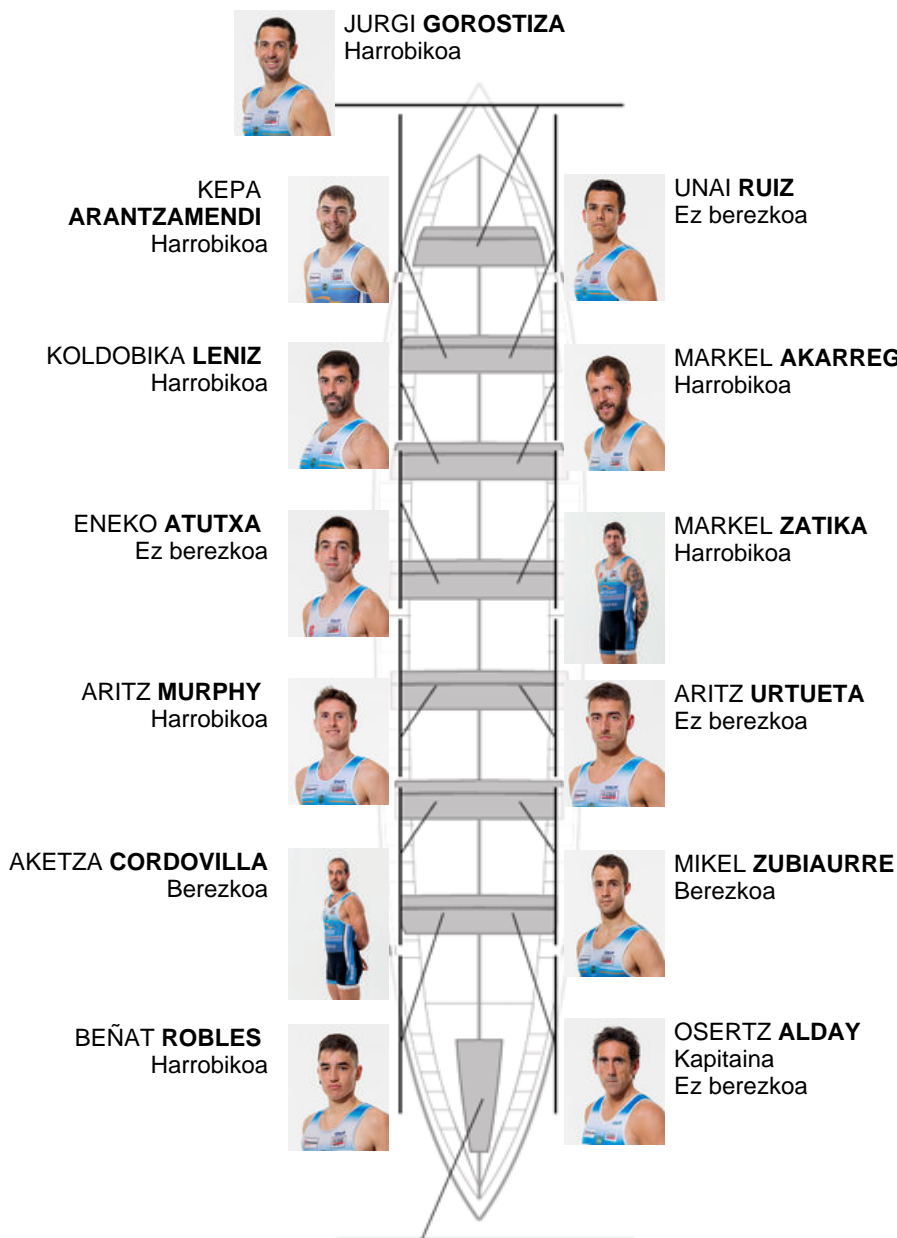 JURGI GOROSTIZA
Harrobikoa
KEPA
ARANTZAMENDI
Harrobikoa
UNAI RUIZ
Ez berezkoa
KOLDOBIKA LENIZ
Harrobikoa
MARKEL AKARREG
Harrobikoa
ENEKO ATUTXA
Ez berezkoa
MARKEL ZATIKA
Harrobikoa
ARITZ MURPHY
Harrobikoa
ARITZ URTUETA
Ez berezkoa
AKETZA CORDOVILLA
Berezkoa
MIKEL ZUBIAURRE
Berezkoa
BEÑAT ROBLES
Harrobikoa
OSERTZ ALDAY
Kapitaina
Ez berezkoa